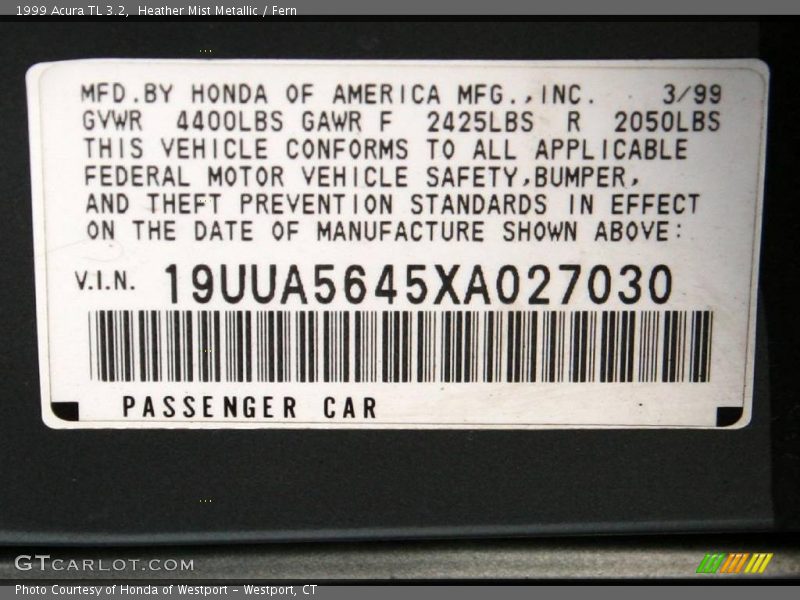 1999 Acura TL 3.2,  Heather Mist Metallic / Fern
MFD.BY HONDA OF AMERICA MFG.,INC.   3/99
GVWR  4400LBS GAWR F  2425LBS  R  2050LBS
THIS VEHICLE CONFORMS TO ALL APPLICABLE
FEDERAL MOTOR VEHICLE SAFETY,BUMPER,
AND THEFT PREVENTION STANDARDS IN EFFECT
ON THE DATE OF MANUFACTURE SHOWN ABOVE:
V.I.N. 19UUA5645XA027030
PASSENGER CAR
GTCARLOT.COM
Photo Courtesy of Honda of Westport – Westport, CT